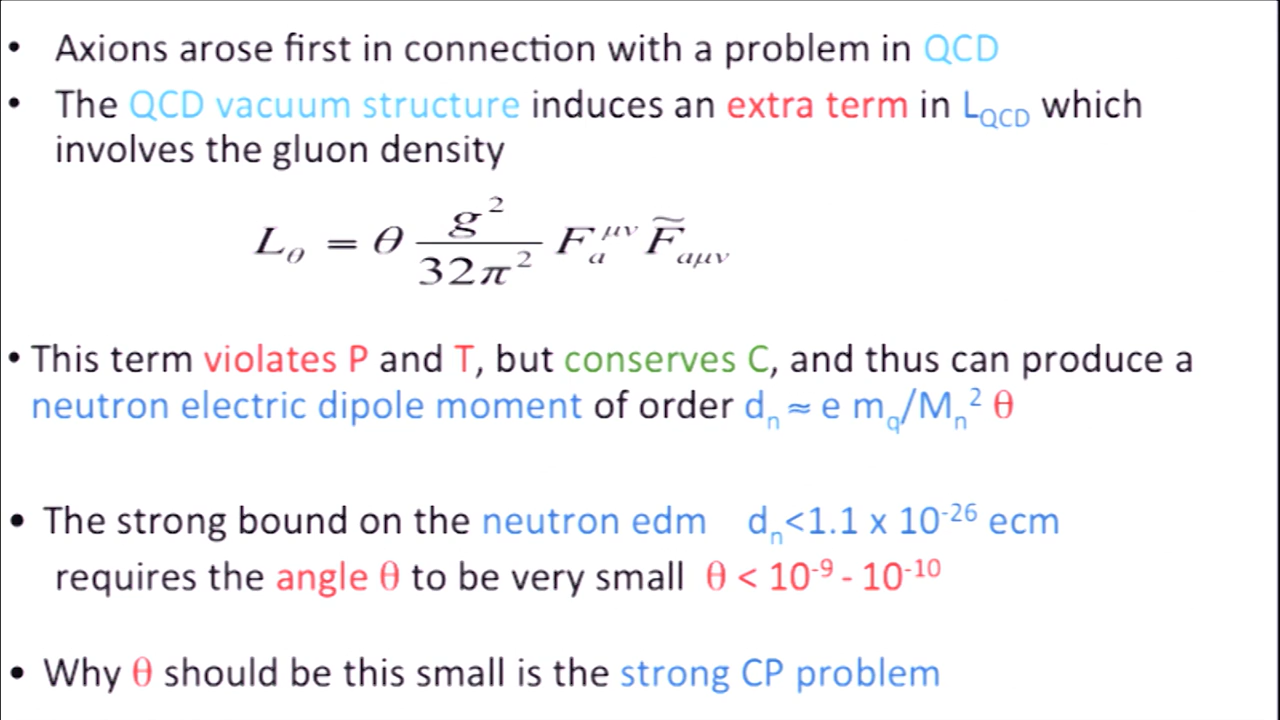 • Axions arose first in connection with a problem in QCD
• The QCD vacuum structure induces an extra term in L_QCD which
involves the gluon density
L_θ = θ g²/32π² F_a^{μν} F̃_{aμν}
• This term violates P and T, but conserves C, and thus can produce a
neutron electric dipole moment of order d_n ≈ e m_q/M_n² θ
• The strong bound on the neutron edm d_n<1.1 x 10⁻²⁶ ecm
requires the angle θ to be very small θ < 10⁻⁹ - 10⁻¹⁰
• Why θ should be this small is the strong CP problem